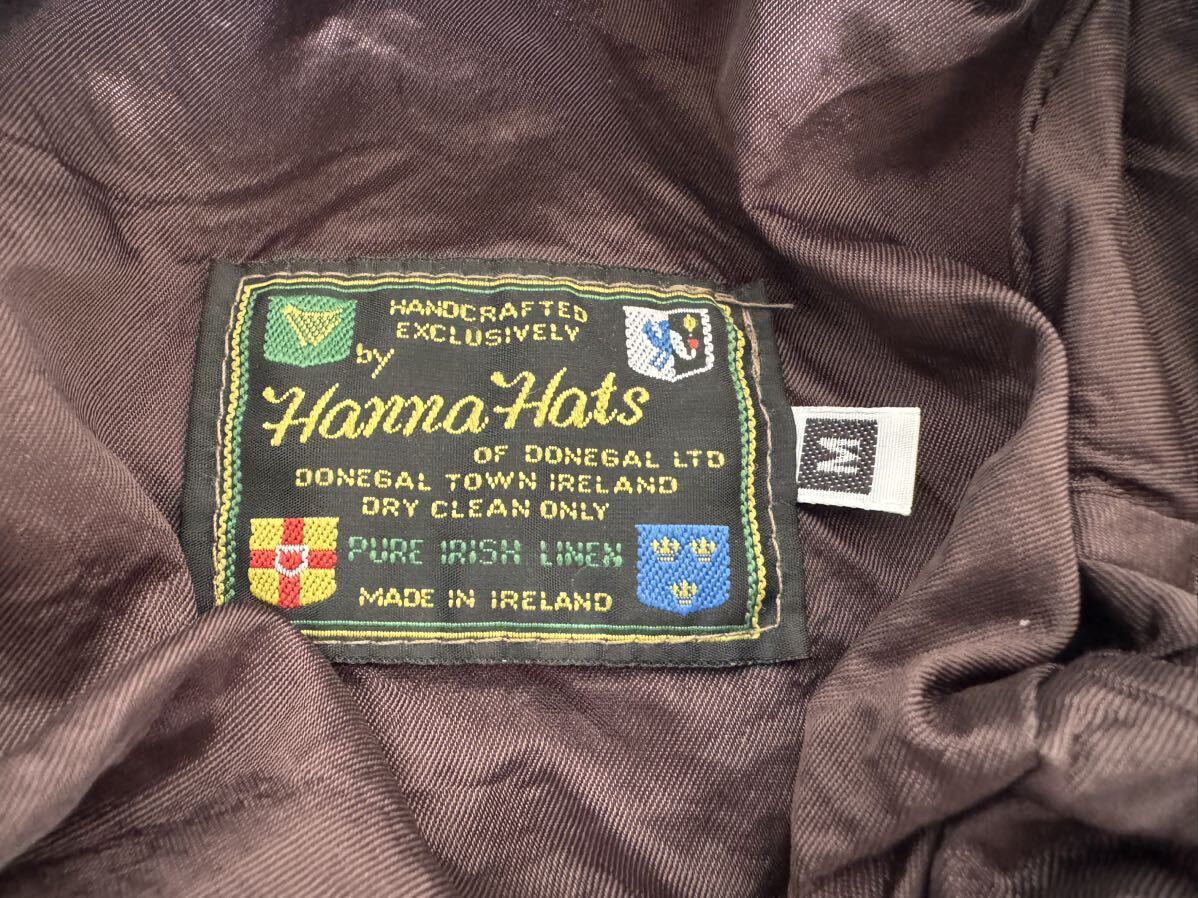 HANDCRAFTED
EXCLUSIVELY
by
Hanna Hats
OF DONEGAL LTD
DONEGAL TOWN IRELAND
DRY CLEAN ONLY
PURE IRISH LINEN
MADE IN IRELAND
M